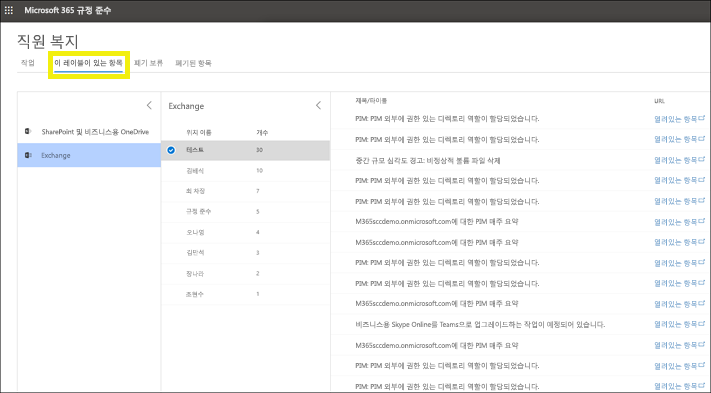 Microsoft 365 규정 준수
직원 복지
작업 이 레이블이 있는 항목 폐기 보류 폐기된 항목
SharePoint 및 비즈니스용 OneDrive
Exchange
Exchange
위치 이름 개수
테스트 30
김배석 10
최 차장 7
규정 준수 5
오나염 4
김만석 3
장나라 2
조현수 1
제목/타이틀 URL
PIM: PIM 외부에 권한 있는 디렉토리 역할이 할당되었습니다. 열려있는 항목
PIM: PIM 외부에 권한 있는 디렉토리 역할이 할당되었습니다. 열려있는 항목
중간 규모 심각도 경고: 비정상적 볼륨 파일 삭제 열려있는 항목
PIM: PIM 외부에 권한 있는 디렉토리 역할이 할당되었습니다. 열려있는 항목
PIM: PIM 외부에 권한 있는 디렉토리 역할이 할당되었습니다. 열려있는 항목
M365sccdemo.onmicrosoft.com에 대한 PIM 매주 요약 열려있는 항목
M365sccdemo.onmicrosoft.com에 대한 PIM 매주 요약 열려있는 항목
PIM: PIM 외부에 권한 있는 디렉토리 역할이 할당되었습니다. 열려있는 항목
PIM: PIM 외부에 권한 있는 디렉토리 역할이 할당되었습니다. 열려있는 항목
M365sccdemo.onmicrosoft.com에 대한 PIM 매주 요약 열려있는 항목
비즈니스용 Skype Online를 Teams으로 업그레이드하는 작업이 예정되어 있습니다. 열려있는 항목
M365sccdemo.onmicrosoft.com에 대한 PIM 매주 요약 열려있는 항목
PIM: PIM 외부에 권한 있는 디렉토리 역할이 할당되었습니다. 열려있는 항목
PIM: PIM 외부에 권한 있는 디렉토리 역할이 할당되었습니다. 열려있는 항목